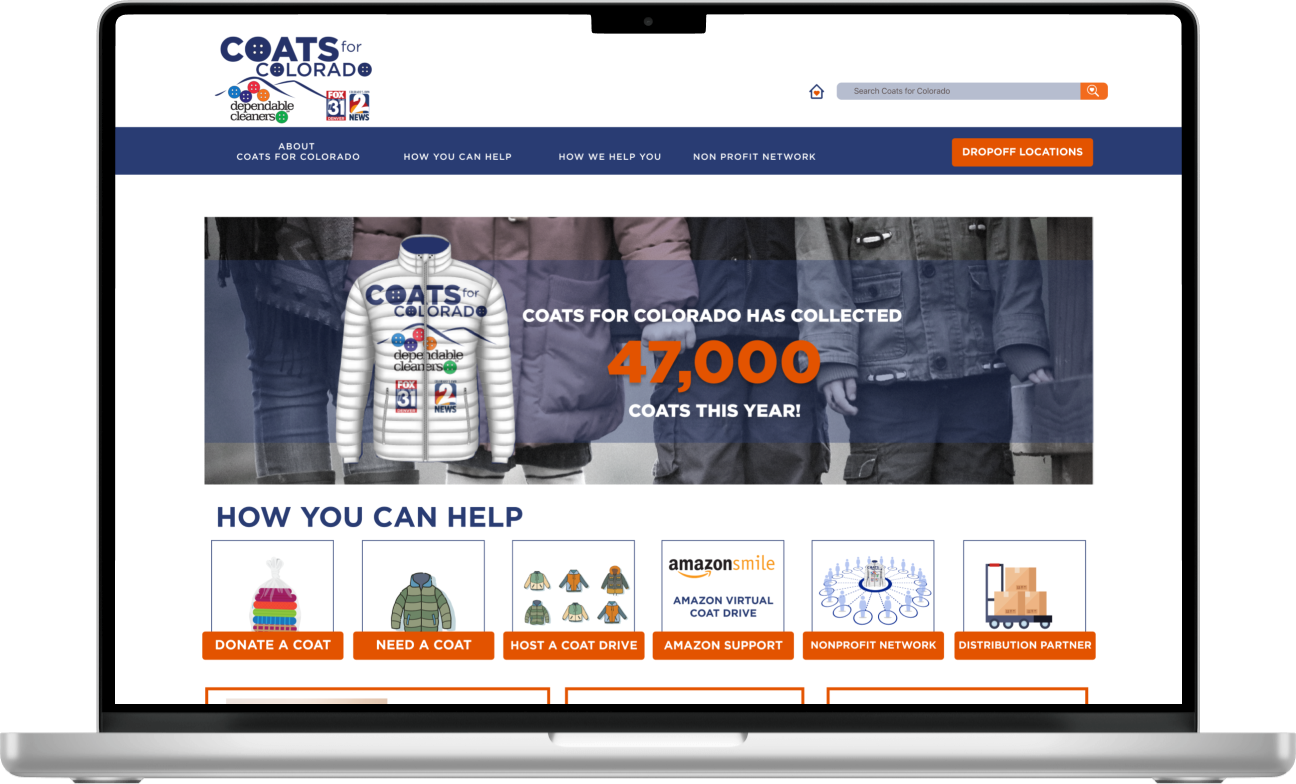 COATS for
COLORADO
dependable
cleaners
FOX
31
DENVER
2
NEWS
Search Coats for Colorado
ABOUT
COATS FOR COLORADO
HOW YOU CAN HELP
HOW WE HELP YOU
NON PROFIT NETWORK
DROPOFF LOCATIONS
COATS for
COLORADO
dependable
cleaners
FOX
31
2
NEWS
COATS FOR COLORADO HAS COLLECTED
47,000
COATS THIS YEAR!
HOW YOU CAN HELP
amazonsmile
AMAZON VIRTUAL
COAT DRIVE
DONATE A COAT
NEED A COAT
HOST A COAT DRIVE
AMAZON SUPPORT
NONPROFIT NETWORK
DISTRIBUTION PARTNER